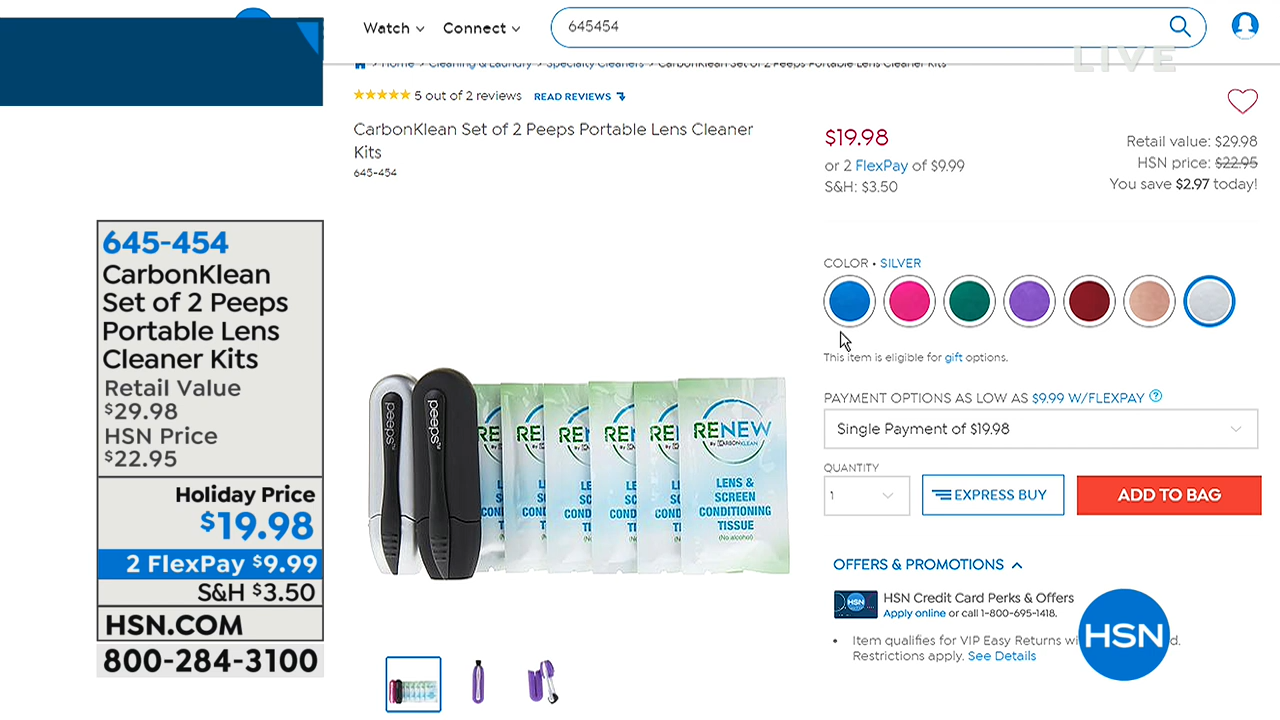 Watch
Connect
645454
LIVE
Home > Cleaning & Laundry > Specialty Cleaners > CarbonKlean Set of 2 Peeps Portable Lens Cleaner Kits
5 out of 2 reviews
READ REVIEWS
CarbonKlean Set of 2 Peeps Portable Lens Cleaner
Kits
645-454
$19.98
or 2 FlexPay of $9.99
S&H: $3.50
Retail value: $29.98
HSN price: $22.95
You save $2.97 today!
COLOR • SILVER
This item is eligible for gift options.
PAYMENT OPTIONS AS LOW AS $9.99 W/FLEXPAY ?
Single Payment of $19.98
QUANTITY
1
EXPRESS BUY
ADD TO BAG
OFFERS & PROMOTIONS
HSN
HSN Credit Card Perks & Offers
Apply online or call 1-800-695-1418.
• Item qualifies for VIP Easy Returns
Restrictions apply. See Details
HSN
645-454
CarbonKlean
Set of 2 Peeps
Portable Lens
Cleaner Kits
Retail Value
$29.98
HSN Price
$22.95
Holiday Price
$19.98
2 FlexPay $9.99
S&H $3.50
HSN.COM
800-284-3100
peeps
peeps
RENEW
BY CARBONKLEAN
LENS &
SCREEN
CONDITIONING
TISSUE
(No alcohol)